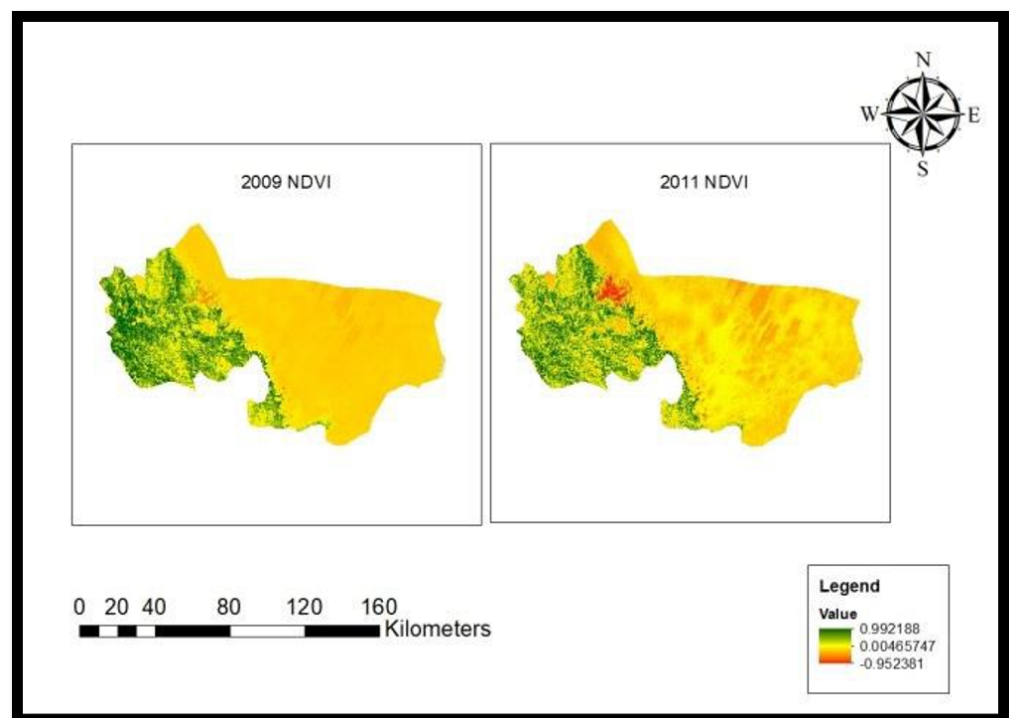 N
W E
S
2009 NDVI
2011 NDVI
0 20 40 80 120 160
Kilometers
Legend
Value
0.992188
0.00465747
-0.952381